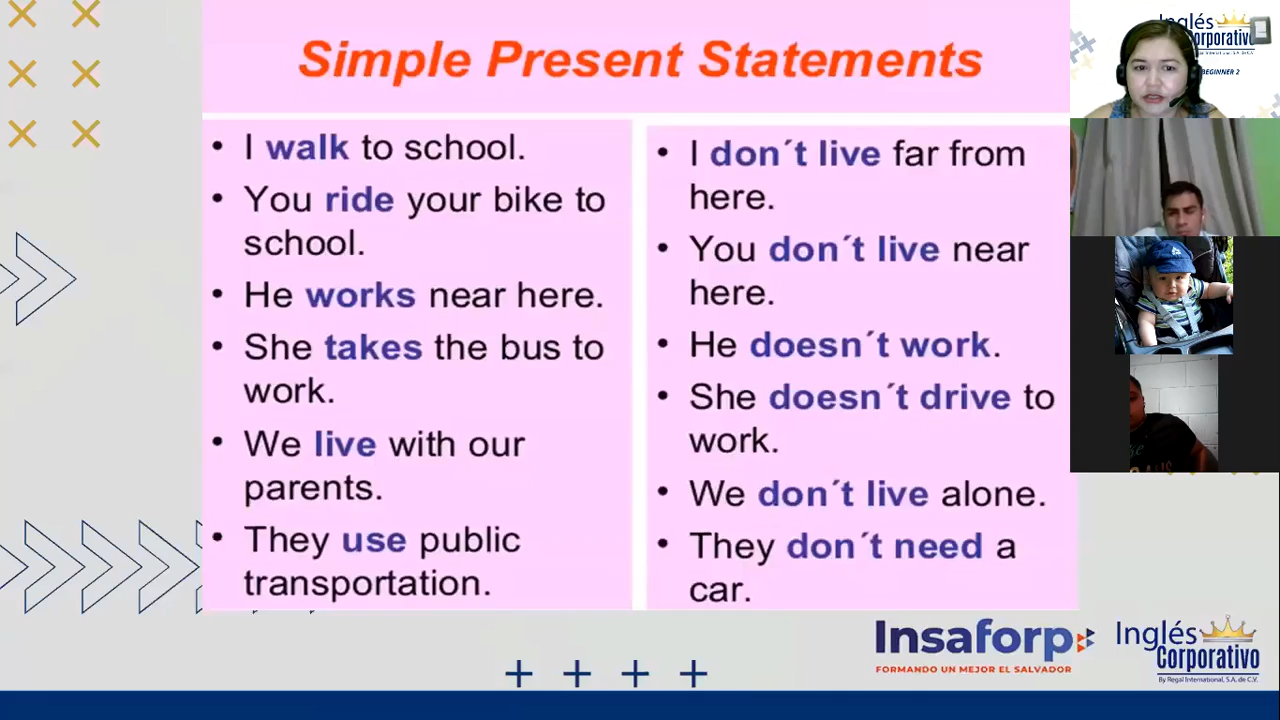 Simple Present Statements
• I walk to school.
• You ride your bike to
school.
• He works near here.
• She takes the bus to
work.
• We live with our
parents.
• They use public
transportation.
• I don´t live far from
here.
• You don´t live near
here.
• He doesn´t work.
• She doesn´t drive to
work.
• We don´t live alone.
• They don´t need a
car.
Inglés
Corporativo
BEGINNER 2
Insaforp
FORMANDO UN MEJOR EL SALVADOR
Inglés
Corporativo
By Regal International, S.A. de C.V.